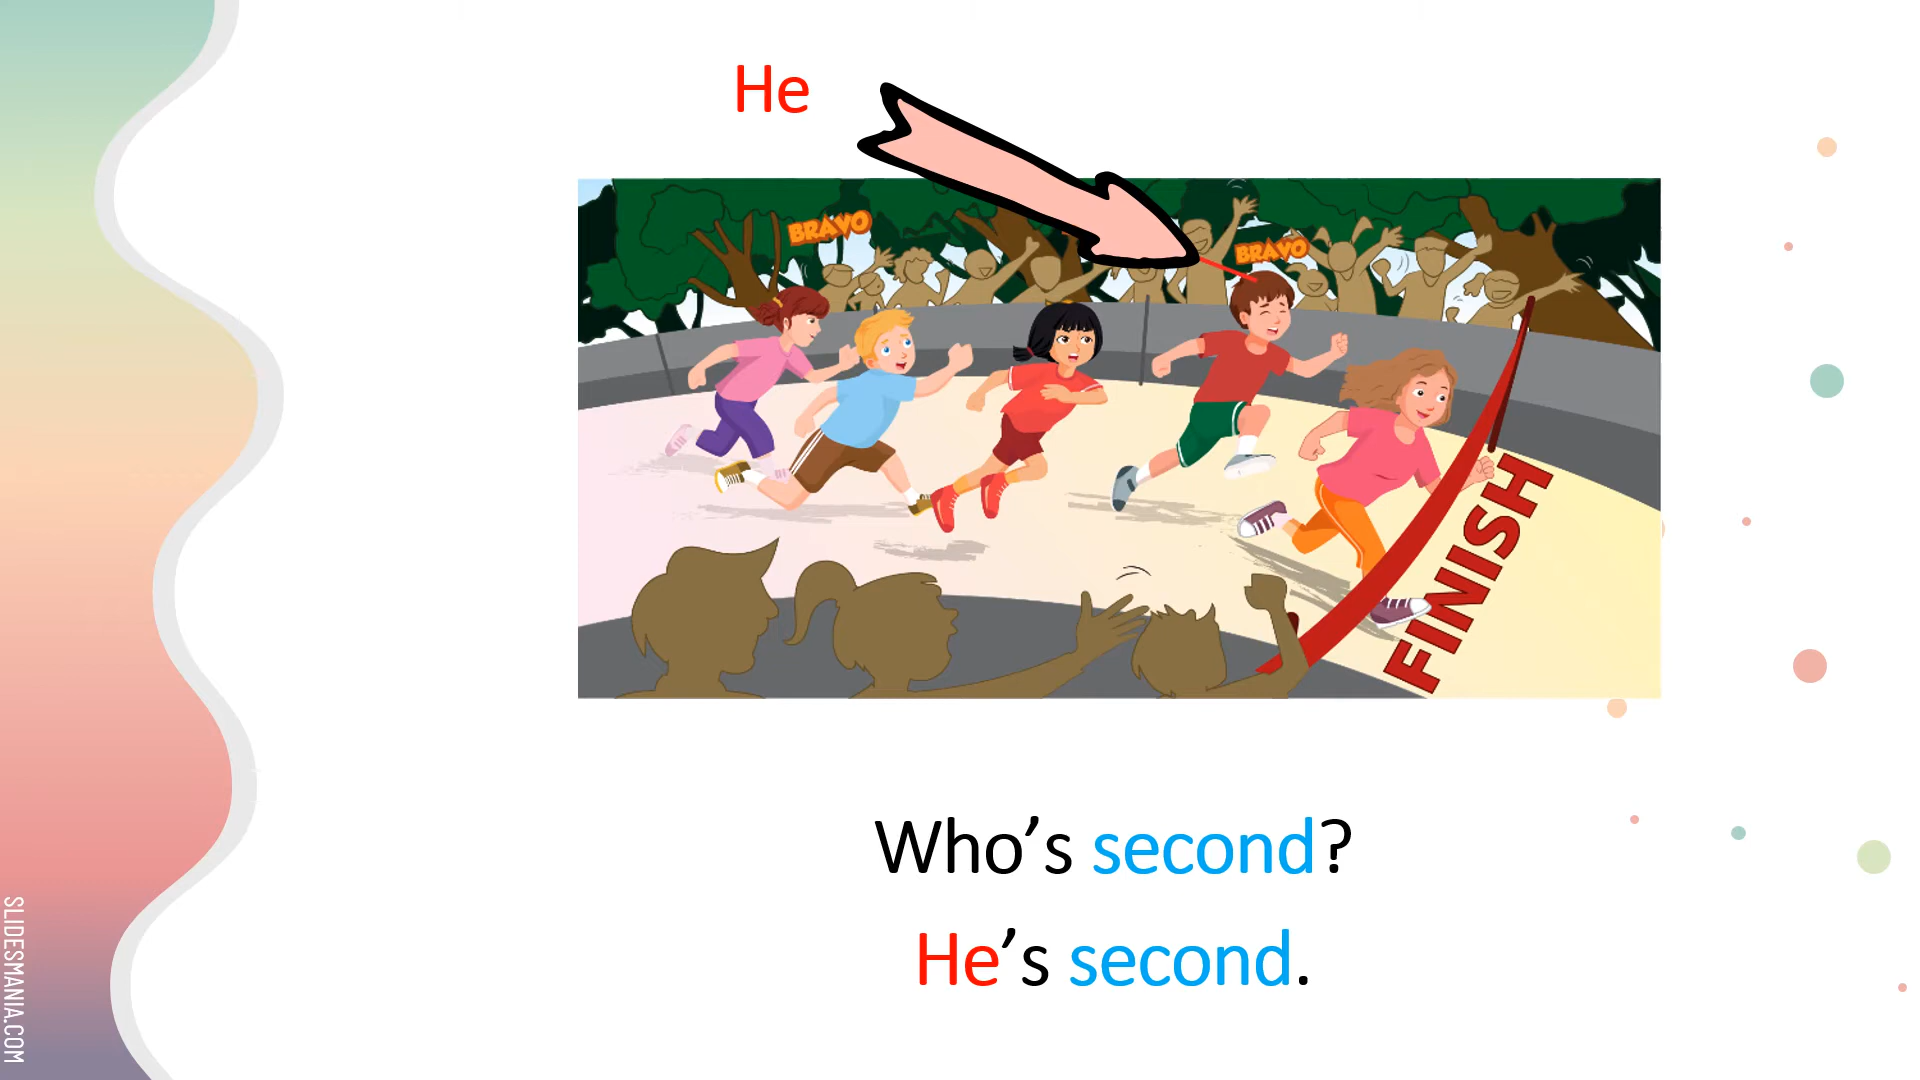 He
BRAVO
BRAVO
FINISH
Who’s second?
He’s second.
SLIDESMANIA.COM